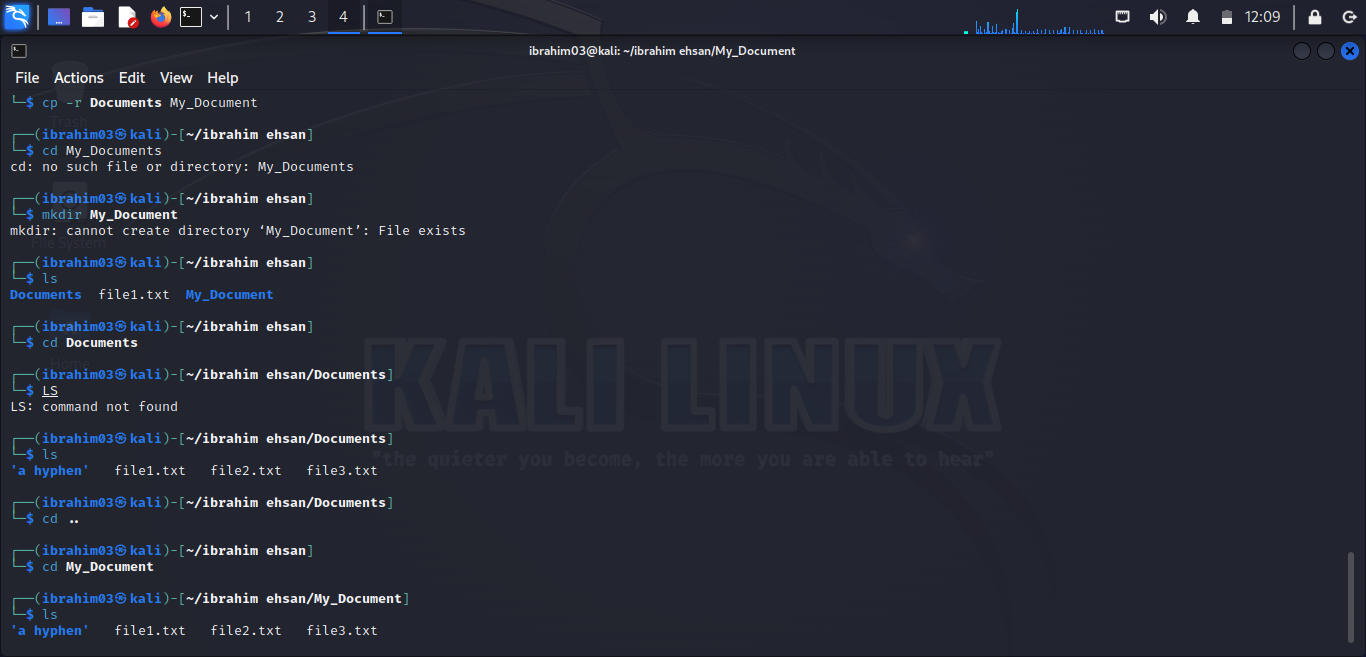 1 2 3 4 12:09
ibrahim03@kali: ~/ibrahim ehsan/My_Document
File Actions Edit View Help
└─$ cp -r Documents My_Document
Trash
┌──(ibrahim03㉿kali)-[~/ibrahim ehsan]
└─$ cd My_Documents
cd: no such file or directory: My_Documents
┌──(ibrahim03㉿kali)-[~/ibrahim ehsan]
└─$ mkdir My_Document
mkdir: cannot create directory ‘My_Document’: File exists
File System
┌──(ibrahim03㉿kali)-[~/ibrahim ehsan]
└─$ ls
Documents file1.txt My_Document
┌──(ibrahim03㉿kali)-[~/ibrahim ehsan]
└─$ cd Documents
Home
┌──(ibrahim03㉿kali)-[~/ibrahim ehsan/Documents]
└─$ LS
LS: command not found
KALI LINUX
┌──(ibrahim03㉿kali)-[~/ibrahim ehsan/Documents]
└─$ ls
"the quieter you become, the more you are able to hear"
'a hyphen' file1.txt file2.txt file3.txt
┌──(ibrahim03㉿kali)-[~/ibrahim ehsan/Documents]
└─$ cd ..
┌──(ibrahim03㉿kali)-[~/ibrahim ehsan]
└─$ cd My_Document
┌──(ibrahim03㉿kali)-[~/ibrahim ehsan/My_Document]
└─$ ls
'a hyphen' file1.txt file2.txt file3.txt